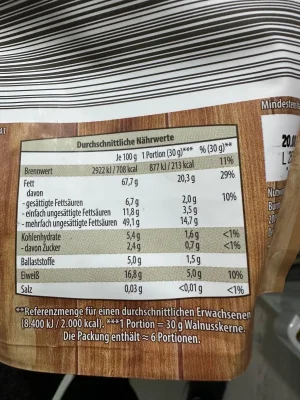 Mindesten
20.
L 2
Durchschnittliche Nährwerte
Je 100 g 1 Portion (30 g)*** % (30 g)**
Brennwert 2922 kJ / 708 kcal 877 kJ / 213 kcal 11%
Fett 67,7 g 20,3 g 29%
davon
- gesättigte Fettsäuren 6,7 g 2,0 g 10%
- einfach ungesättigte Fettsäuren 11,8 g 3,5 g
- mehrfach ungesättigte Fettsäuren 49,1 g 14,7 g
Kohlenhydrate 5,4 g 1,6 g <1%
- davon Zucker 2,4 g 0,7 g <1%
Ballaststoffe 5,0 g 1,5 g
Eiweiß 16,8 g 5,0 g 10%
Salz 0,03 g <0,01 g <1%
**Referenzmenge für einen durchschnittlichen Erwachsenen
(8.400 kJ / 2.000 kcal). ***1 Portion = 30 g Walnusskerne.
Die Packung enthält ≈ 6 Portionen.